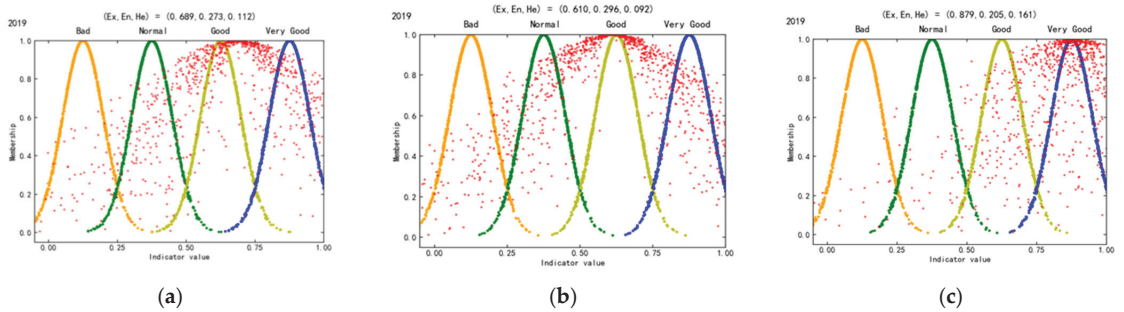 (Ex, En, He) = (0.689, 0.273, 0.112)
2019
Bad Normal Good Very Good
1.0
0.8
0.6
0.4
0.2
0.0
Membership
0.00 0.25 0.50 0.75 1.00
Indicator value
(a)
(Ex, En, He) = (0.610, 0.296, 0.092)
2019
Bad Normal Good Very Good
1.0
0.8
0.6
0.4
0.2
0.0
Membership
0.00 0.25 0.50 0.75 1.00
Indicator value
(b)
(Ex, En, He) = (0.879, 0.205, 0.161)
2019
Bad Normal Good Very Good
1.0
0.8
0.6
0.4
0.2
0.0
Membership
0.00 0.25 0.50 0.75 1.00
Indicator value
(c)